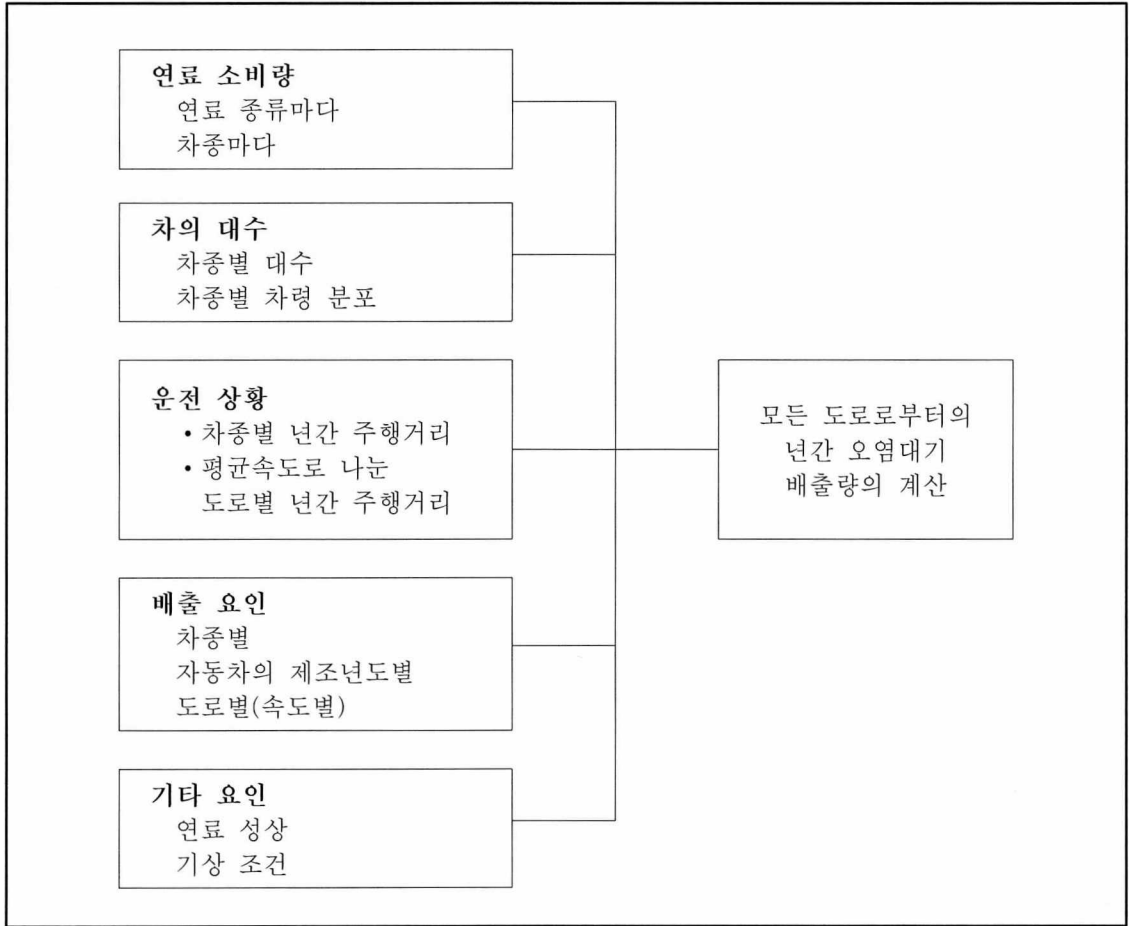 연료 소비량
연료 종류마다
차종마다
차의 대수
차종별 대수
차종별 차령 분포
운전 상황
• 차종별 년간 주행거리
• 평균속도로 나눈
도로별 년간 주행거리
배출 요인
차종별
자동차의 제조년도별
도로별(속도별)
기타 요인
연료 성상
기상 조건
모든 도로로부터의
년간 오염대기
배출량의 계산